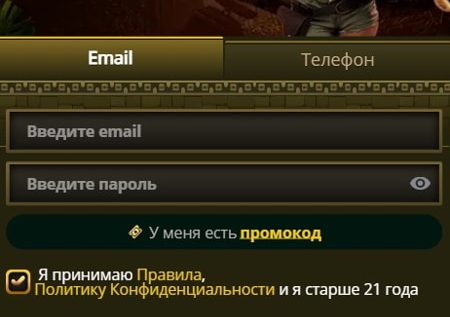 Email
Телефон
Введите email
Введите пароль
У меня есть промокод
Я принимаю Правила,
Политику Конфиденциальности и я старше 21 года